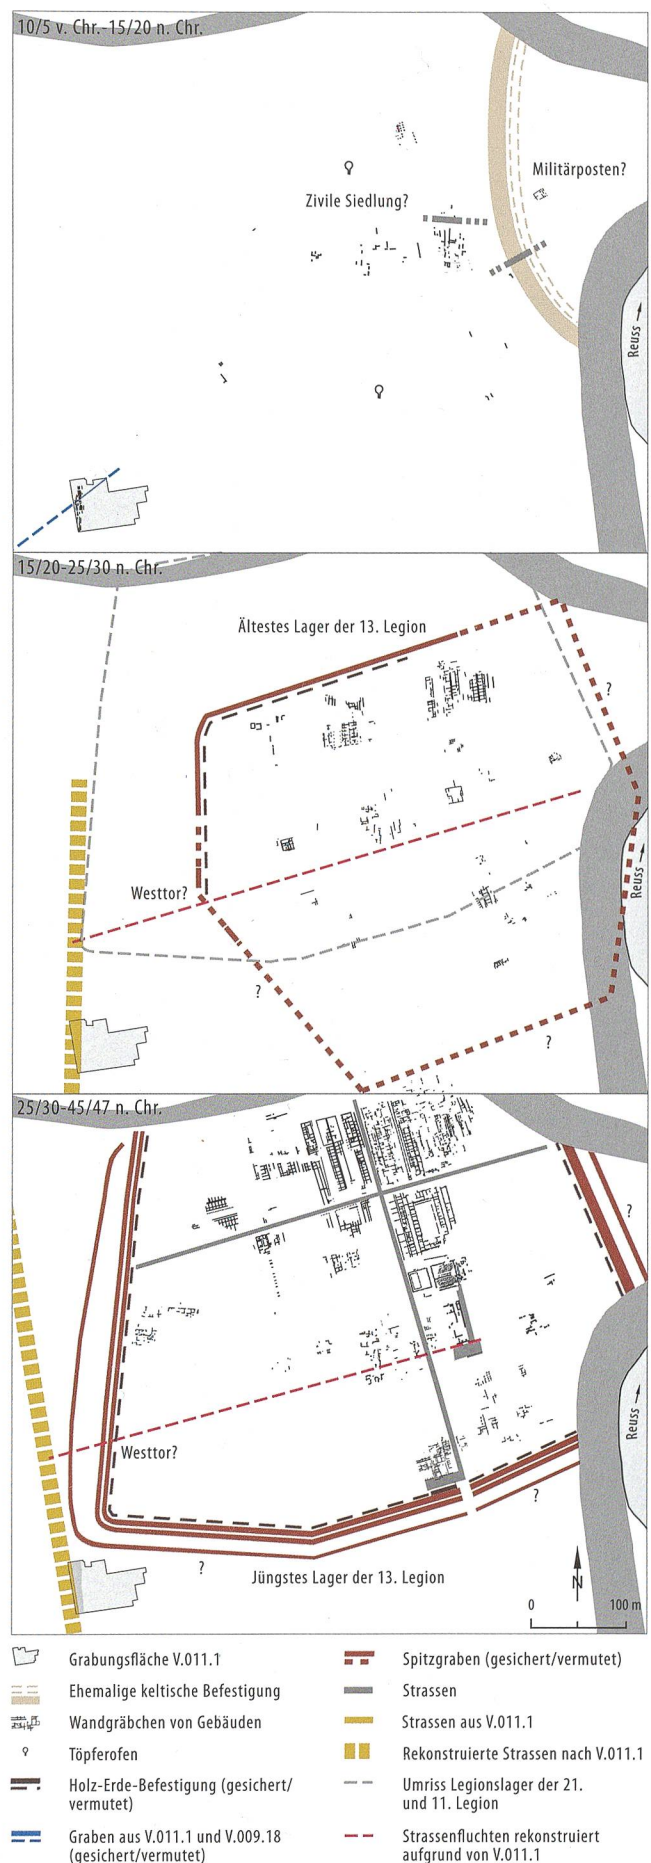 10/5 v. Chr.-15/20 n. Chr.
Militärposten?
Zivile Siedlung?
Reuss
15/20-25/30 n. Chr.
Ältestes Lager der 13. Legion
?
Westtor?
Reuss
?
?
25/30-45/47 n. Chr.
?
Reuss
Westtor?
?
?
Jüngstes Lager der 13. Legion
N
0 100 m
Grabungsfläche V.011.1
Ehemalige keltische Befestigung
Wandgräbchen von Gebäuden
Töpferofen
Holz-Erde-Befestigung (gesichert/
vermutet)
Graben aus V.011.1 und V.009.18
(gesichert/vermutet)
Spitzgraben (gesichert/vermutet)
Strassen
Strassen aus V.011.1
Rekonstruierte Strassen nach V.011.1
Umriss Legionslager der 21.
und 11. Legion
Strassenfluchten rekonstruiert
aufgrund von V.011.1